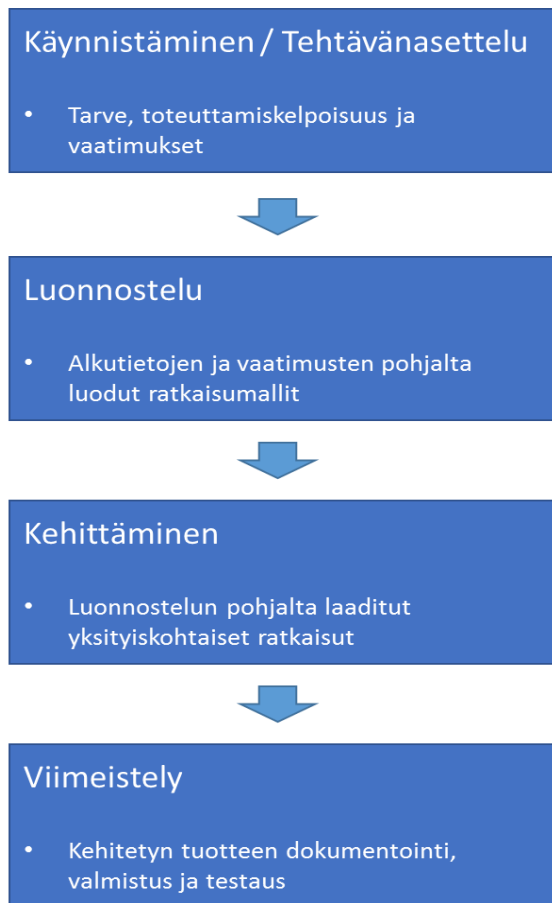 Käynnistäminen / Tehtävänasettelu
• Tarve, toteuttamiskelpoisuus ja
vaatimukset
Luonnostelu
• Alkutietojen ja vaatimusten pohjalta
luodut ratkaisumallit
Kehittäminen
• Luonnostelun pohjalta laaditut
yksityiskohtaiset ratkaisut
Viimeistely
• Kehitetyn tuotteen dokumentointi,
valmistus ja testaus